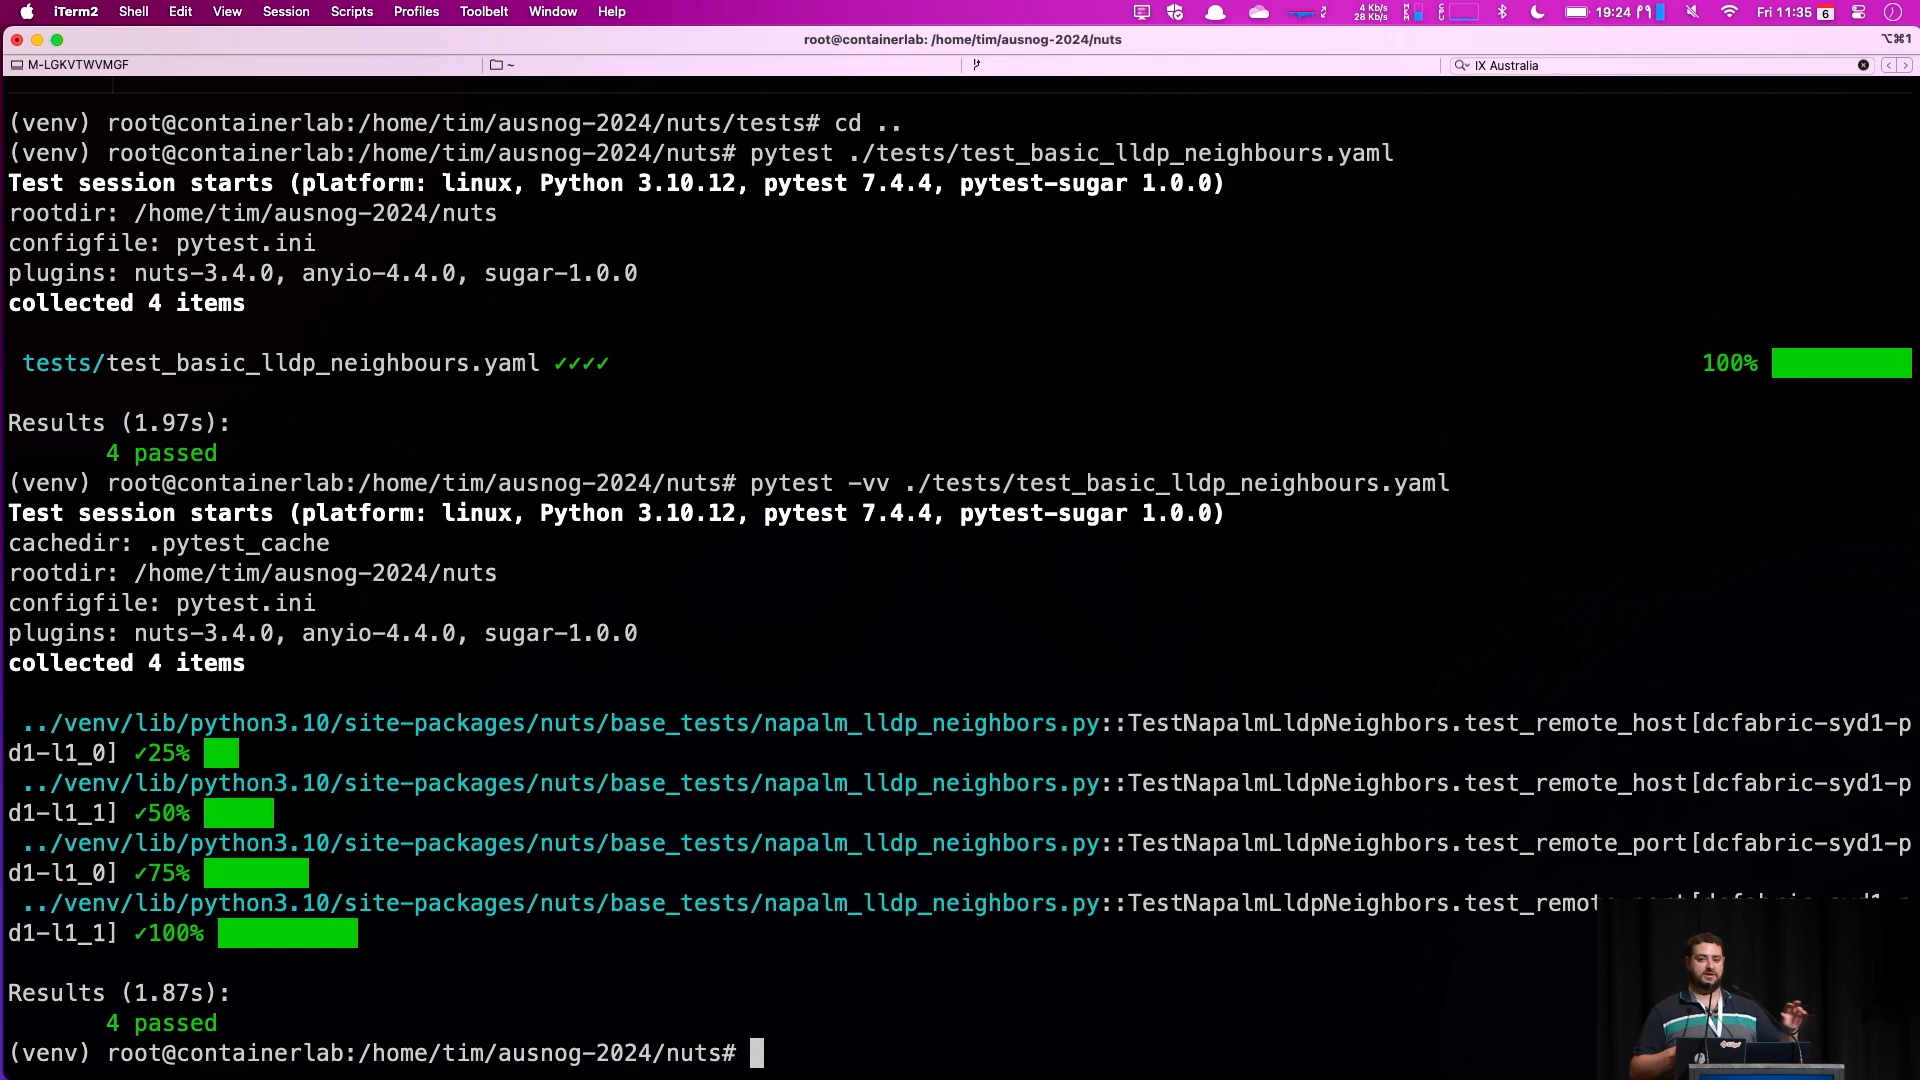 iTerm2 Shell Edit View Session Scripts Profiles Toolbelt Window Help 4 Kb/s 28 Kb/s 19:24 Fri 11:35 6
root@containerlab: /home/tim/ausnog-2024/nuts ⌥⌘1
M-LGKVTWVMGF ~ IX Australia
(venv) root@containerlab:/home/tim/ausnog-2024/nuts/tests# cd ..
(venv) root@containerlab:/home/tim/ausnog-2024/nuts# pytest ./tests/test_basic_lldp_neighbours.yaml
Test session starts (platform: linux, Python 3.10.12, pytest 7.4.4, pytest-sugar 1.0.0)
rootdir: /home/tim/ausnog-2024/nuts
configfile: pytest.ini
plugins: nuts-3.4.0, anyio-4.4.0, sugar-1.0.0
collected 4 items
tests/test_basic_lldp_neighbours.yaml ✓✓✓✓ 100%
Results (1.97s):
4 passed
(venv) root@containerlab:/home/tim/ausnog-2024/nuts# pytest -vv ./tests/test_basic_lldp_neighbours.yaml
Test session starts (platform: linux, Python 3.10.12, pytest 7.4.4, pytest-sugar 1.0.0)
cachedir: .pytest_cache
rootdir: /home/tim/ausnog-2024/nuts
configfile: pytest.ini
plugins: nuts-3.4.0, anyio-4.4.0, sugar-1.0.0
collected 4 items
../venv/lib/python3.10/site-packages/nuts/base_tests/napalm_lldp_neighbors.py::TestNapalmLldpNeighbors.test_remote_host[dcfabric-syd1-p
d1-l1_0] ✓25%
../venv/lib/python3.10/site-packages/nuts/base_tests/napalm_lldp_neighbors.py::TestNapalmLldpNeighbors.test_remote_host[dcfabric-syd1-p
d1-l1_1] ✓50%
../venv/lib/python3.10/site-packages/nuts/base_tests/napalm_lldp_neighbors.py::TestNapalmLldpNeighbors.test_remote_port[dcfabric-syd1-p
d1-l1_0] ✓75%
../venv/lib/python3.10/site-packages/nuts/base_tests/napalm_lldp_neighbors.py::TestNapalmLldpNeighbors.test_remote_port[dcfabric-syd1-p
d1-l1_1] ✓100%
Results (1.87s):
4 passed
(venv) root@containerlab:/home/tim/ausnog-2024/nuts#